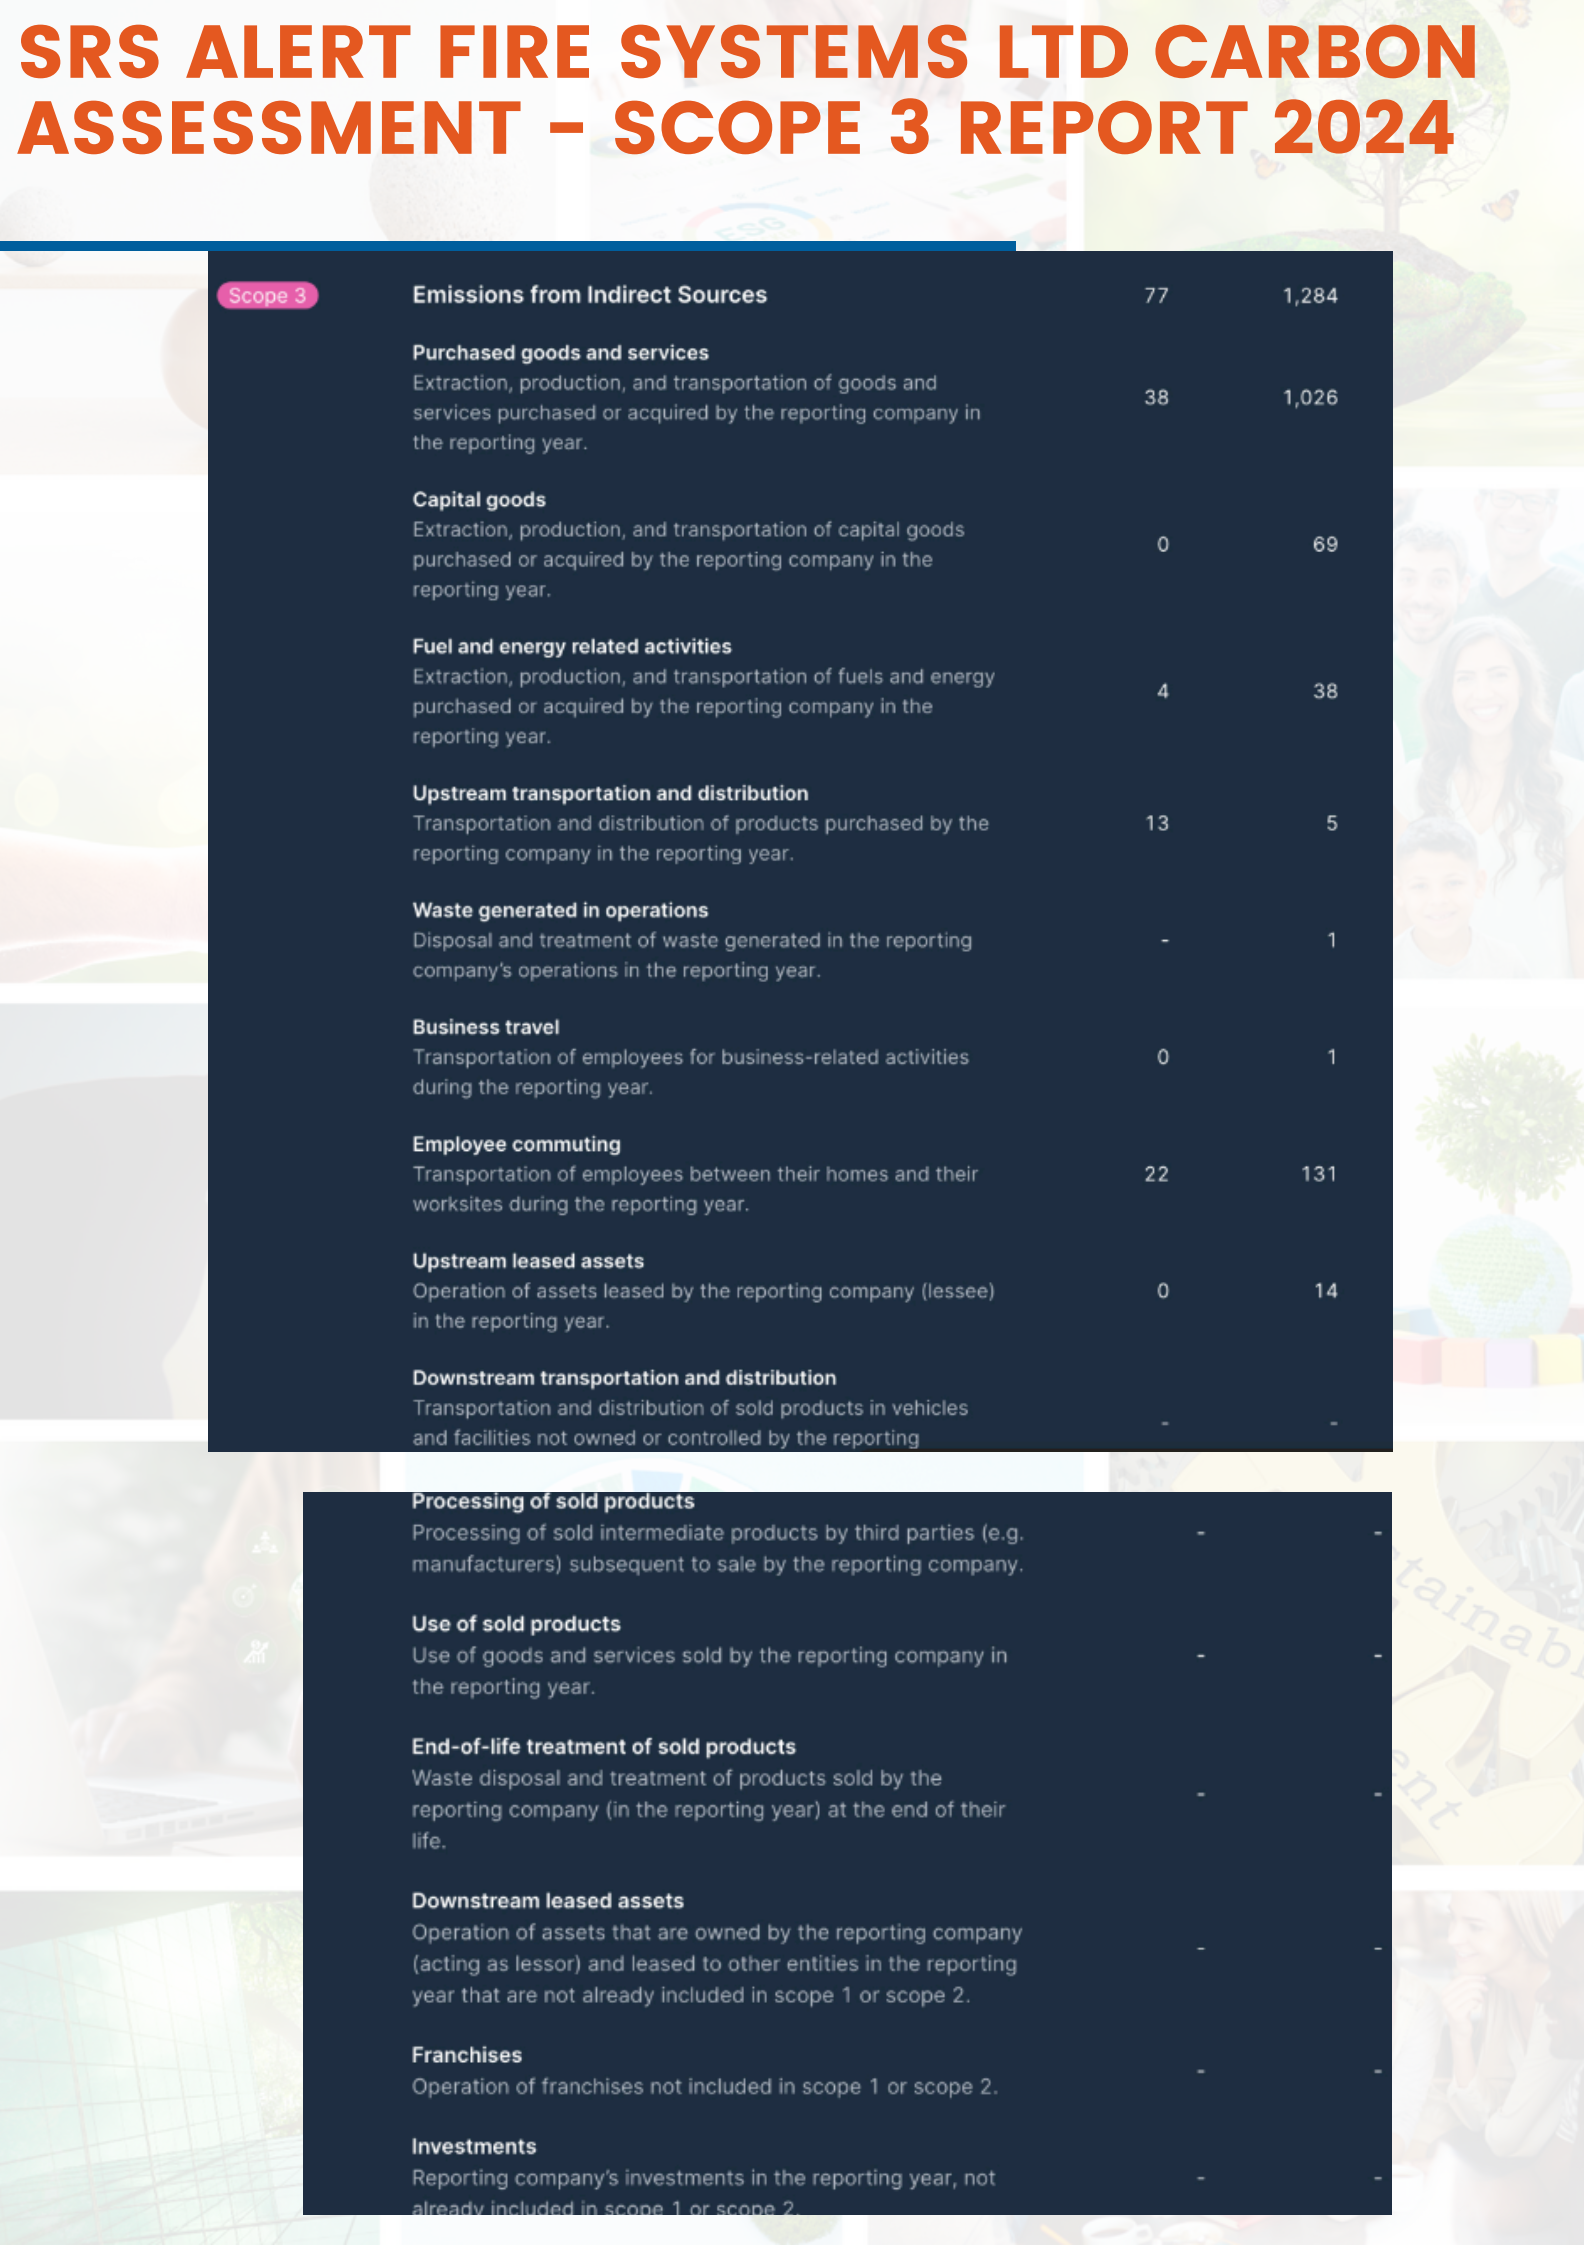 SRS ALERT FIRE SYSTEMS LTD CARBON
ASSESSMENT - SCOPE 3 REPORT 2024
ESG
Scope 3 Emissions from Indirect Sources 77 1,284
Purchased goods and services
Extraction, production, and transportation of goods and
services purchased or acquired by the reporting company in 38 1,026
the reporting year.
Capital goods
Extraction, production, and transportation of capital goods
purchased or acquired by the reporting company in the 0 69
reporting year.
Fuel and energy related activities
Extraction, production, and transportation of fuels and energy
purchased or acquired by the reporting company in the 4 38
reporting year.
Upstream transportation and distribution
Transportation and distribution of products purchased by the 13 5
reporting company in the reporting year.
Waste generated in operations
Disposal and treatment of waste generated in the reporting - 1
company's operations in the reporting year.
Business travel
Transportation of employees for business-related activities 0 1
during the reporting year.
Employee commuting
Transportation of employees between their homes and their 22 131
worksites during the reporting year.
Upstream leased assets
Operation of assets leased by the reporting company (lessee) 0 14
in the reporting year.
Downstream transportation and distribution
Transportation and distribution of sold products in vehicles - -
and facilities not owned or controlled by the reporting
Processing of sold products
Processing of sold intermediate products by third parties (e.g. - -
manufacturers) subsequent to sale by the reporting company.
Use of sold products
Use of goods and services sold by the reporting company in - -
the reporting year.
End-of-life treatment of sold products
Waste disposal and treatment of products sold by the
reporting company (in the reporting year) at the end of their - -
life.
Downstream leased assets
Operation of assets that are owned by the reporting company
(acting as lessor) and leased to other entities in the reporting - -
year that are not already included in scope 1 or scope 2.
Franchises
Operation of franchises not included in scope 1 or scope 2. - -
Investments
Reporting company's investments in the reporting year, not - -
already included in scope 1 or scope 2.